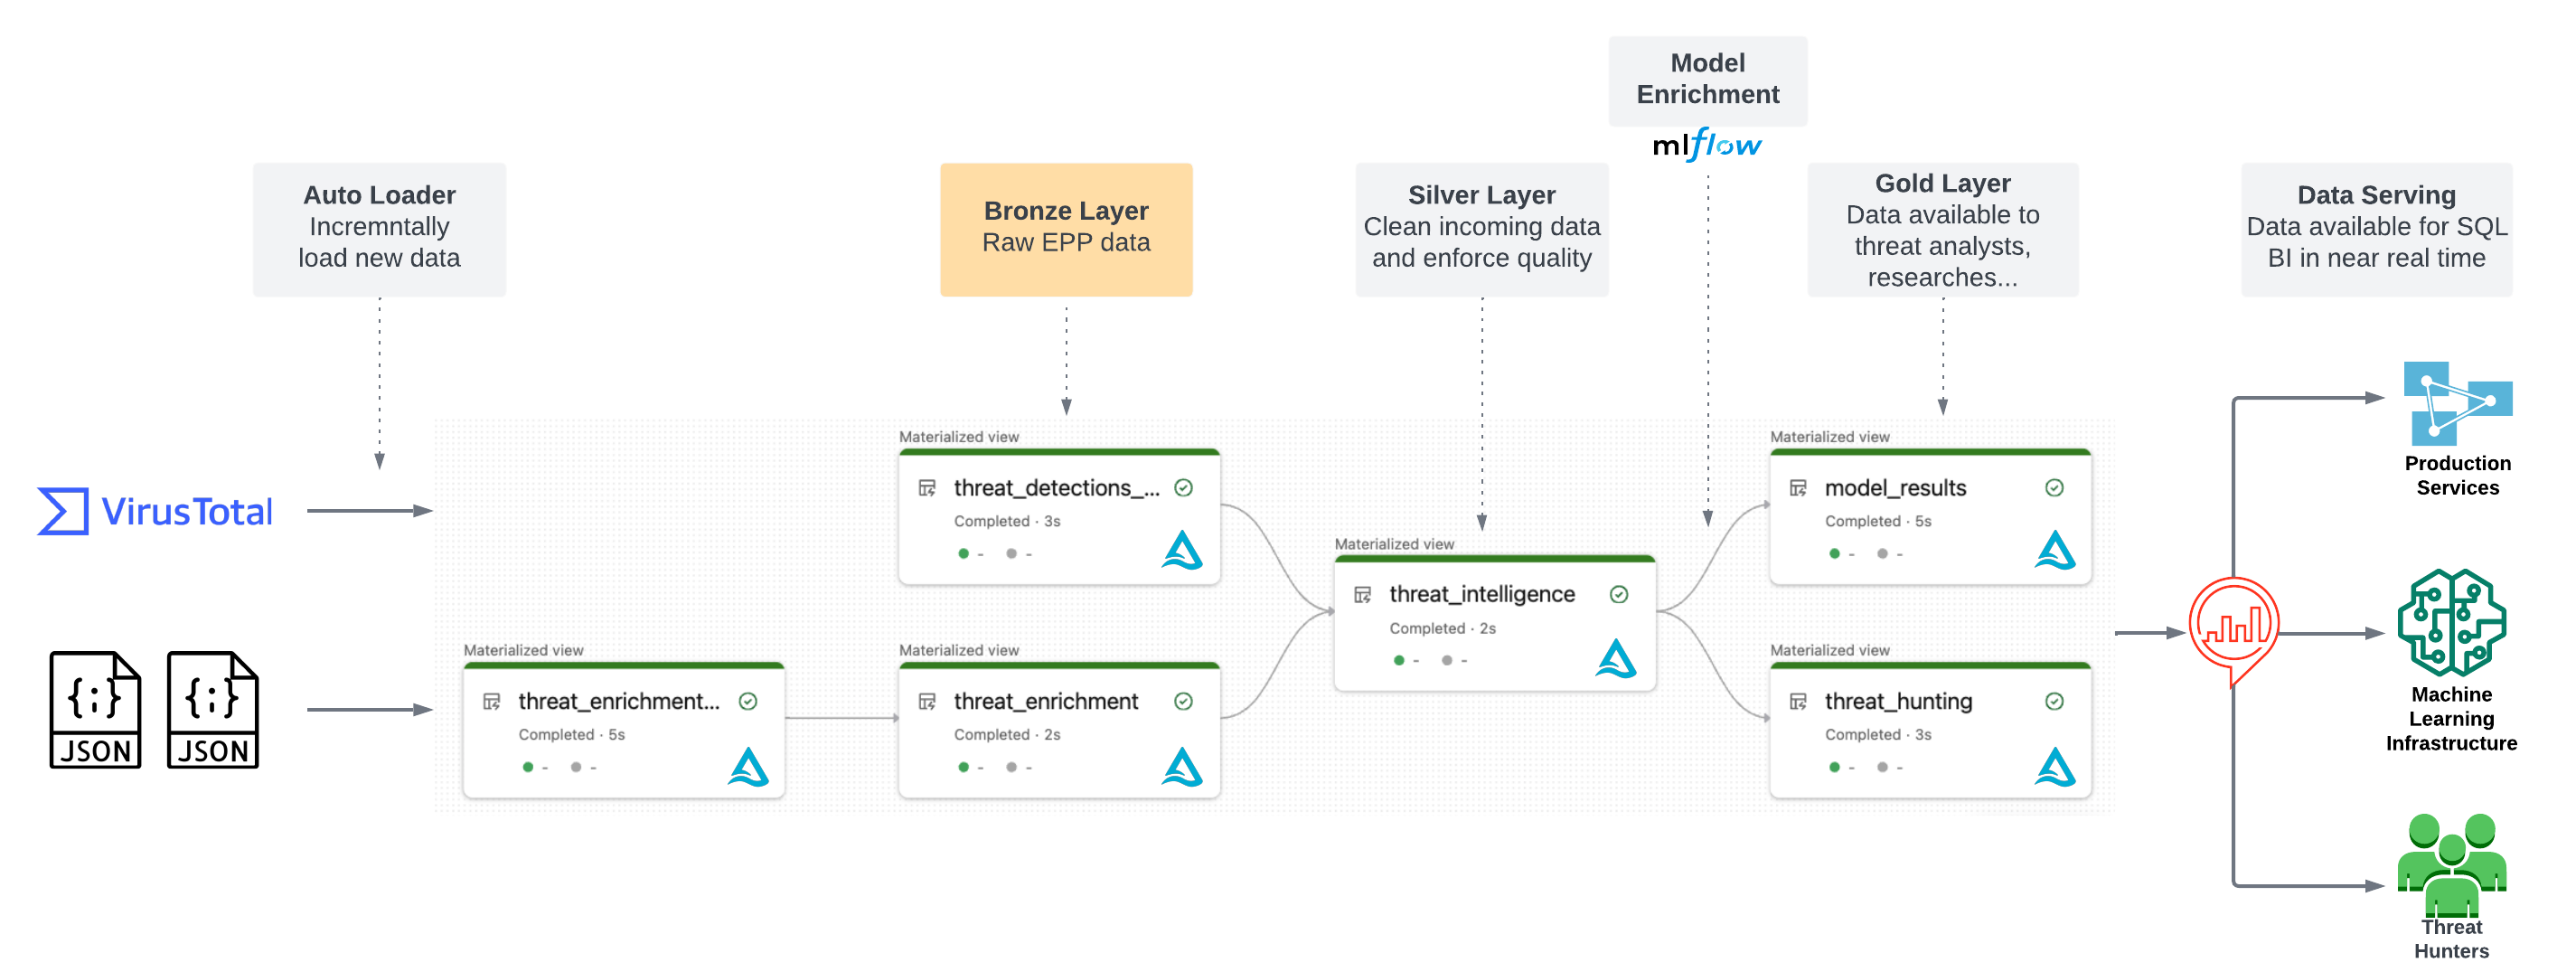 Model
Enrichment
mlflow
Auto Loader
Incremntally
load new data
Bronze Layer
Raw EPP data
Silver Layer
Clean incoming data
and enforce quality
Gold Layer
Data available to
threat analysts,
researches...
Data Serving
Data available for SQL
BI in near real time
VirusTotal
JSON
JSON
Materialized view
threat_enrichment...
Completed · 5s
- -
Materialized view
threat_detections_...
Completed · 3s
- -
Materialized view
threat_enrichment
Completed · 2s
- -
Materialized view
threat_intelligence
Completed · 2s
- -
Materialized view
model_results
Completed · 5s
- -
Materialized view
threat_hunting
Completed · 3s
- -
Production
Services
Machine
Learning
Infrastructure
Threat
Hunters